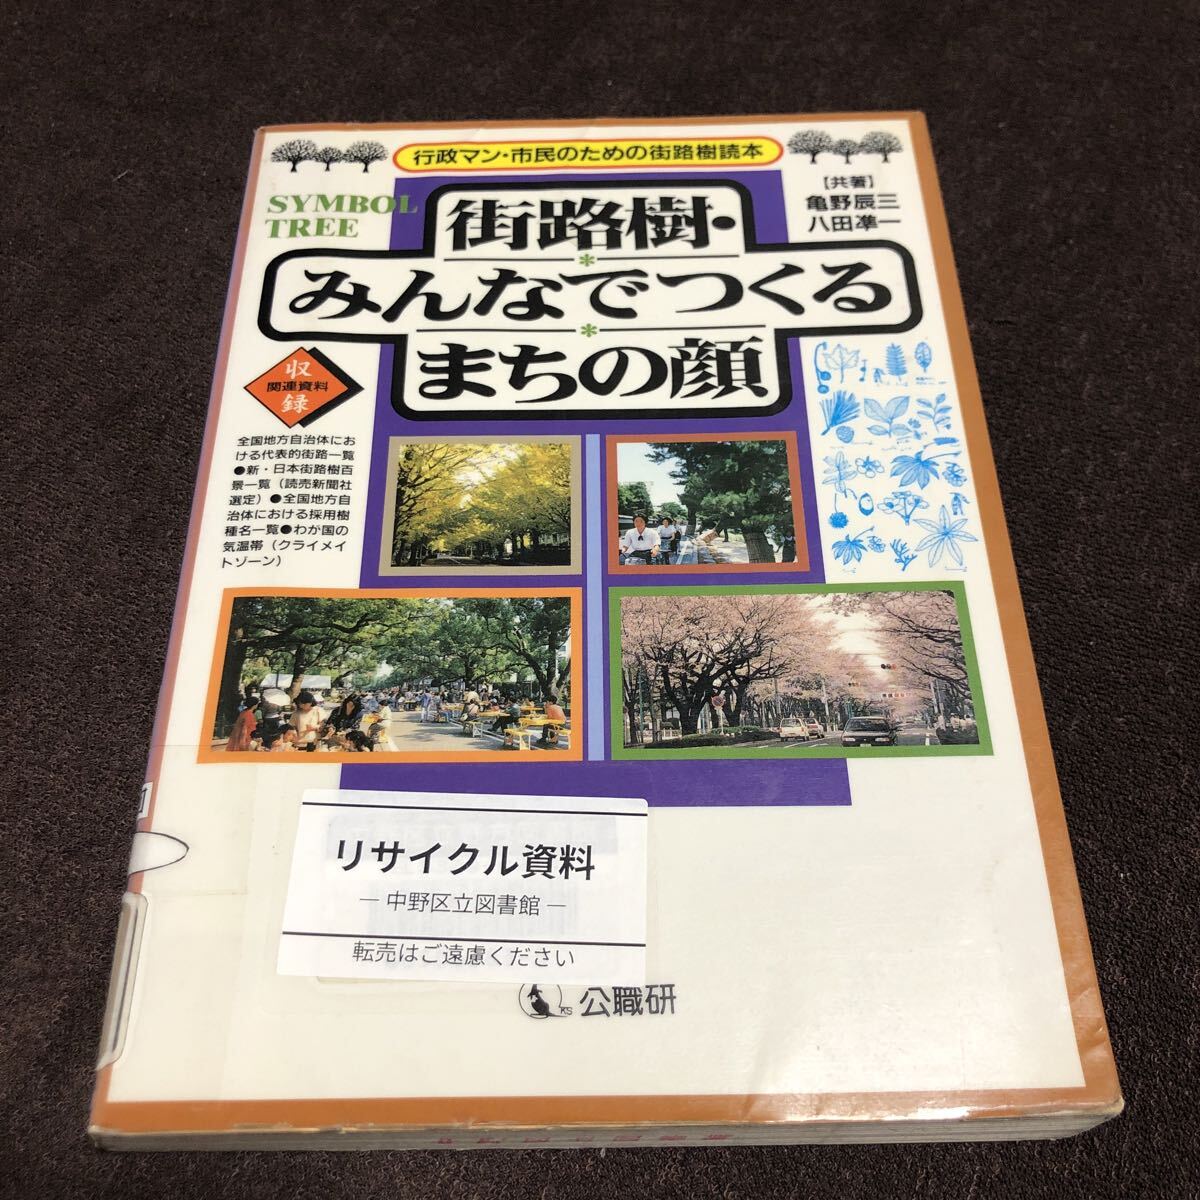 行政マン・市民のための街路樹読本
SYMBOL
TREE
【共著】
亀野辰三
八田準一
街路樹・
みんなでつくる
まちの顔
収
関連資料
録
全国地方自治体にお
ける代表的街路一覧
●新・日本街路樹百
景一覧（読売新聞社
選定）●全国地方自
治体における採用樹
種名一覧●わが国の
気温帯（クライメイ
トゾーン）
リサイクル資料
― 中野区立図書館 ―
転売はご遠慮ください
KS
公職研